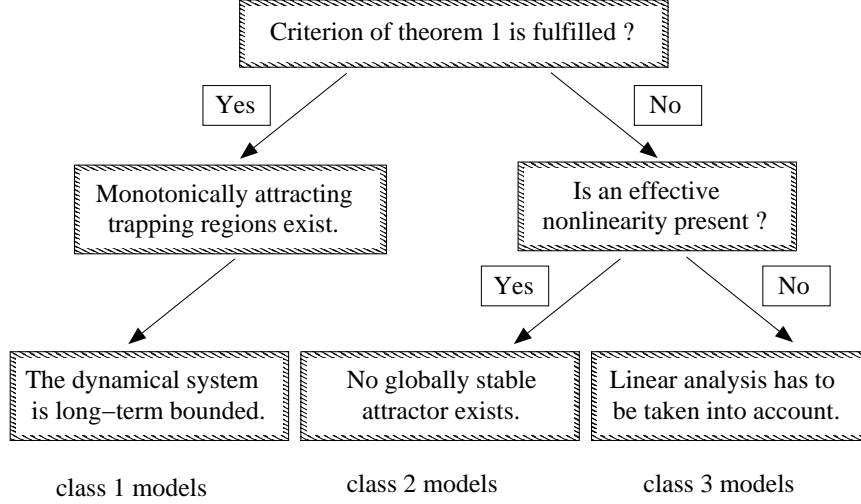 Criterion of theorem 1 is fulfilled ?
Yes
No
Monotonically attracting
trapping regions exist.
Is an effective
nonlinearity present ?
Yes
No
The dynamical system
is long−term bounded.
No globally stable
attractor exists.
Linear analysis has to
be taken into account.
class 1 models
class 2 models
class 3 models